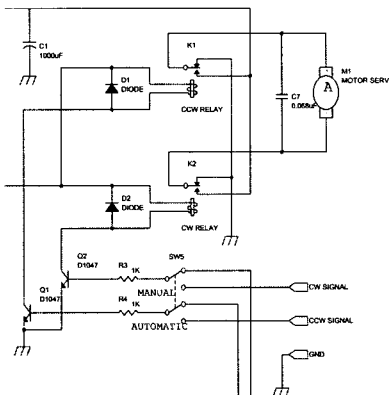 C1
1000uF
K1
D1
DIODE
CCW RELAY
C7
0.068uF
M1
MOTOR SERV
A
K2
D2
DIODE
CW RELAY
Q2
D1047
R3
1K
SW5
MANUAL
CW SIGNAL
Q1
D1047
R4
1K
AUTOMATIC
CCW SIGNAL
GND